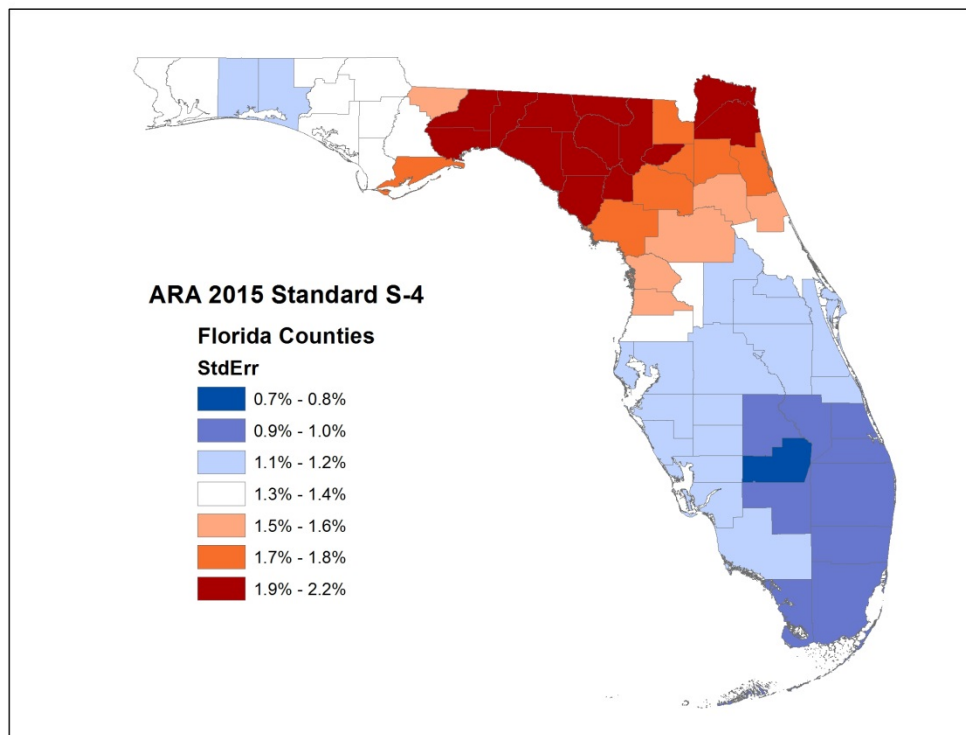 ARA 2015 Standard S-4
Florida Counties
StdErr
0.7% - 0.8%
0.9% - 1.0%
1.1% - 1.2%
1.3% - 1.4%
1.5% - 1.6%
1.7% - 1.8%
1.9% - 2.2%